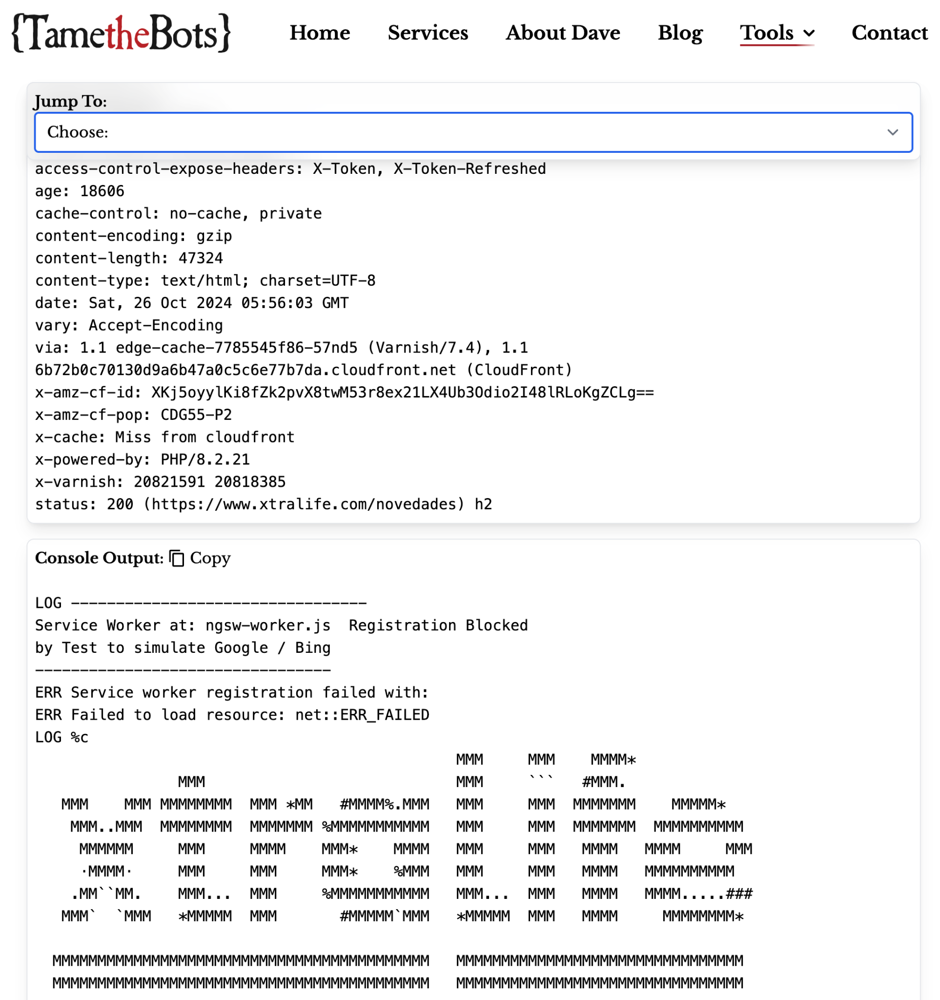 {TametheBots}
Home Services About Dave Blog Tools Contact
Jump To:
Choose:
access-control-expose-headers: X-Token, X-Token-Refreshed
age: 18606
cache-control: no-cache, private
content-encoding: gzip
content-length: 47324
content-type: text/html; charset=UTF-8
date: Sat, 26 Oct 2024 05:56:03 GMT
vary: Accept-Encoding
via: 1.1 edge-cache-7785545f86-57nd5 (Varnish/7.4), 1.1
6b72b0c70130d9a6b47a0c5c6e77b7da.cloudfront.net (CloudFront)
x-amz-cf-id: XKj5oyylKi8fZk2pvX8twM53r8ex21LX4Ub3Odio2I48lRLoKgZCLg==
x-amz-cf-pop: CDG55-P2
x-cache: Miss from cloudfront
x-powered-by: PHP/8.2.21
x-varnish: 20821591 20818385
status: 200 (https://www.xtralife.com/novedades) h2
Console Output: Copy
LOG ---------------------------------
Service Worker at: ngsw-worker.js  Registration Blocked
by Test to simulate Google / Bing
---------------------------------
ERR Service worker registration failed with:
ERR Failed to load resource: net::ERR_FAILED
LOG %c
                                               MMM     MMM    MMMM*
                MMM                            MMM     ```   #MMM.
   MMM    MMM MMMMMMMM  MMM *MM   #MMMM%.MMM   MMM     MMM  MMMMMMM    MMMMM*
    MMM..MMM  MMMMMMMM  MMMMMMM %MMMMMMMMMMM   MMM     MMM  MMMMMMM  MMMMMMMMMM
     MMMMMM     MMM     MMMM    MMM*    MMMM   MMM     MMM   MMMM   MMMM     MMM
     ·MMMM·     MMM     MMM     MMM*    %MMM   MMM     MMM   MMMM   MMMMMMMMMM
    .MM``MM.    MMM...  MMM     %MMMMMMMMMMM   MMM...  MMM   MMMM   MMMM.....###
   MMM`  `MMM   *MMMMM  MMM       #MMMMM`MMM   *MMMMM  MMM   MMMM     MMMMMMMM*
  MMMMMMMMMMMMMMMMMMMMMMMMMMMMMMMMMMMMMMMMMM   MMMMMMMMMMMMMMMMMMMMMMMMMMMMMMMM
  MMMMMMMMMMMMMMMMMMMMMMMMMMMMMMMMMMMMMMMMMM   MMMMMMMMMMMMMMMMMMMMMMMMMMMMMMMM